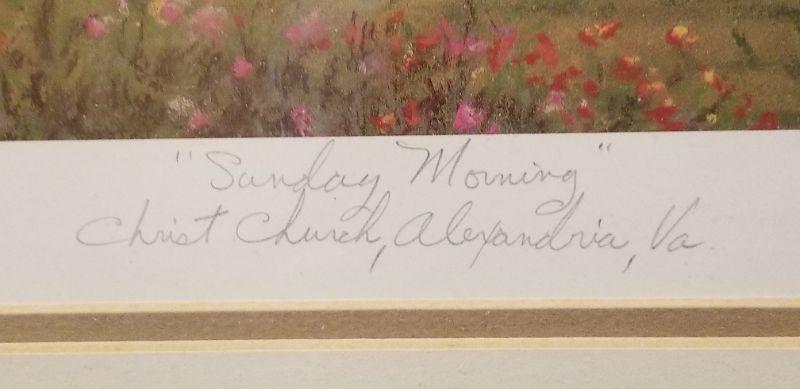 "Sunday Morning"
Christ Church, Alexandria, Va.